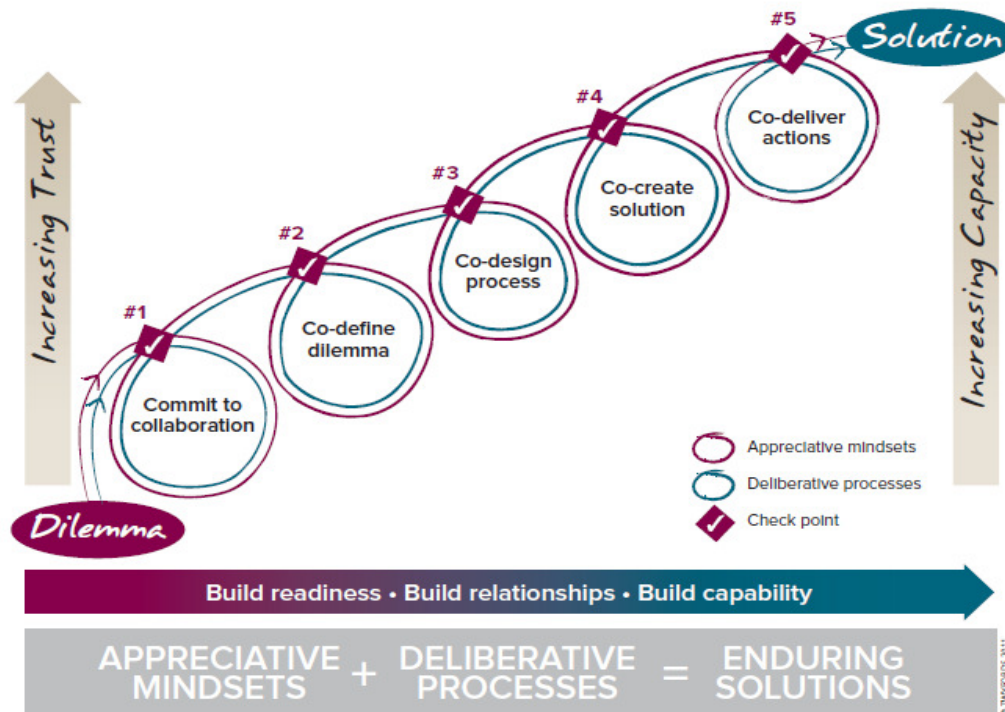 #5
Solution
#4
Co-deliver
actions
#3
Co-create
solution
#2
Co-design
process
#1
Co-define
dilemma
Commit to
collaboration
Increasing Trust
Increasing Capacity
Appreciative mindsets
Deliberative processes
Check point
Dilemma
Build readiness • Build relationships • Build capability
APPRECIATIVE
MINDSETS
+
DELIBERATIVE
PROCESSES
=
ENDURING
SOLUTIONS